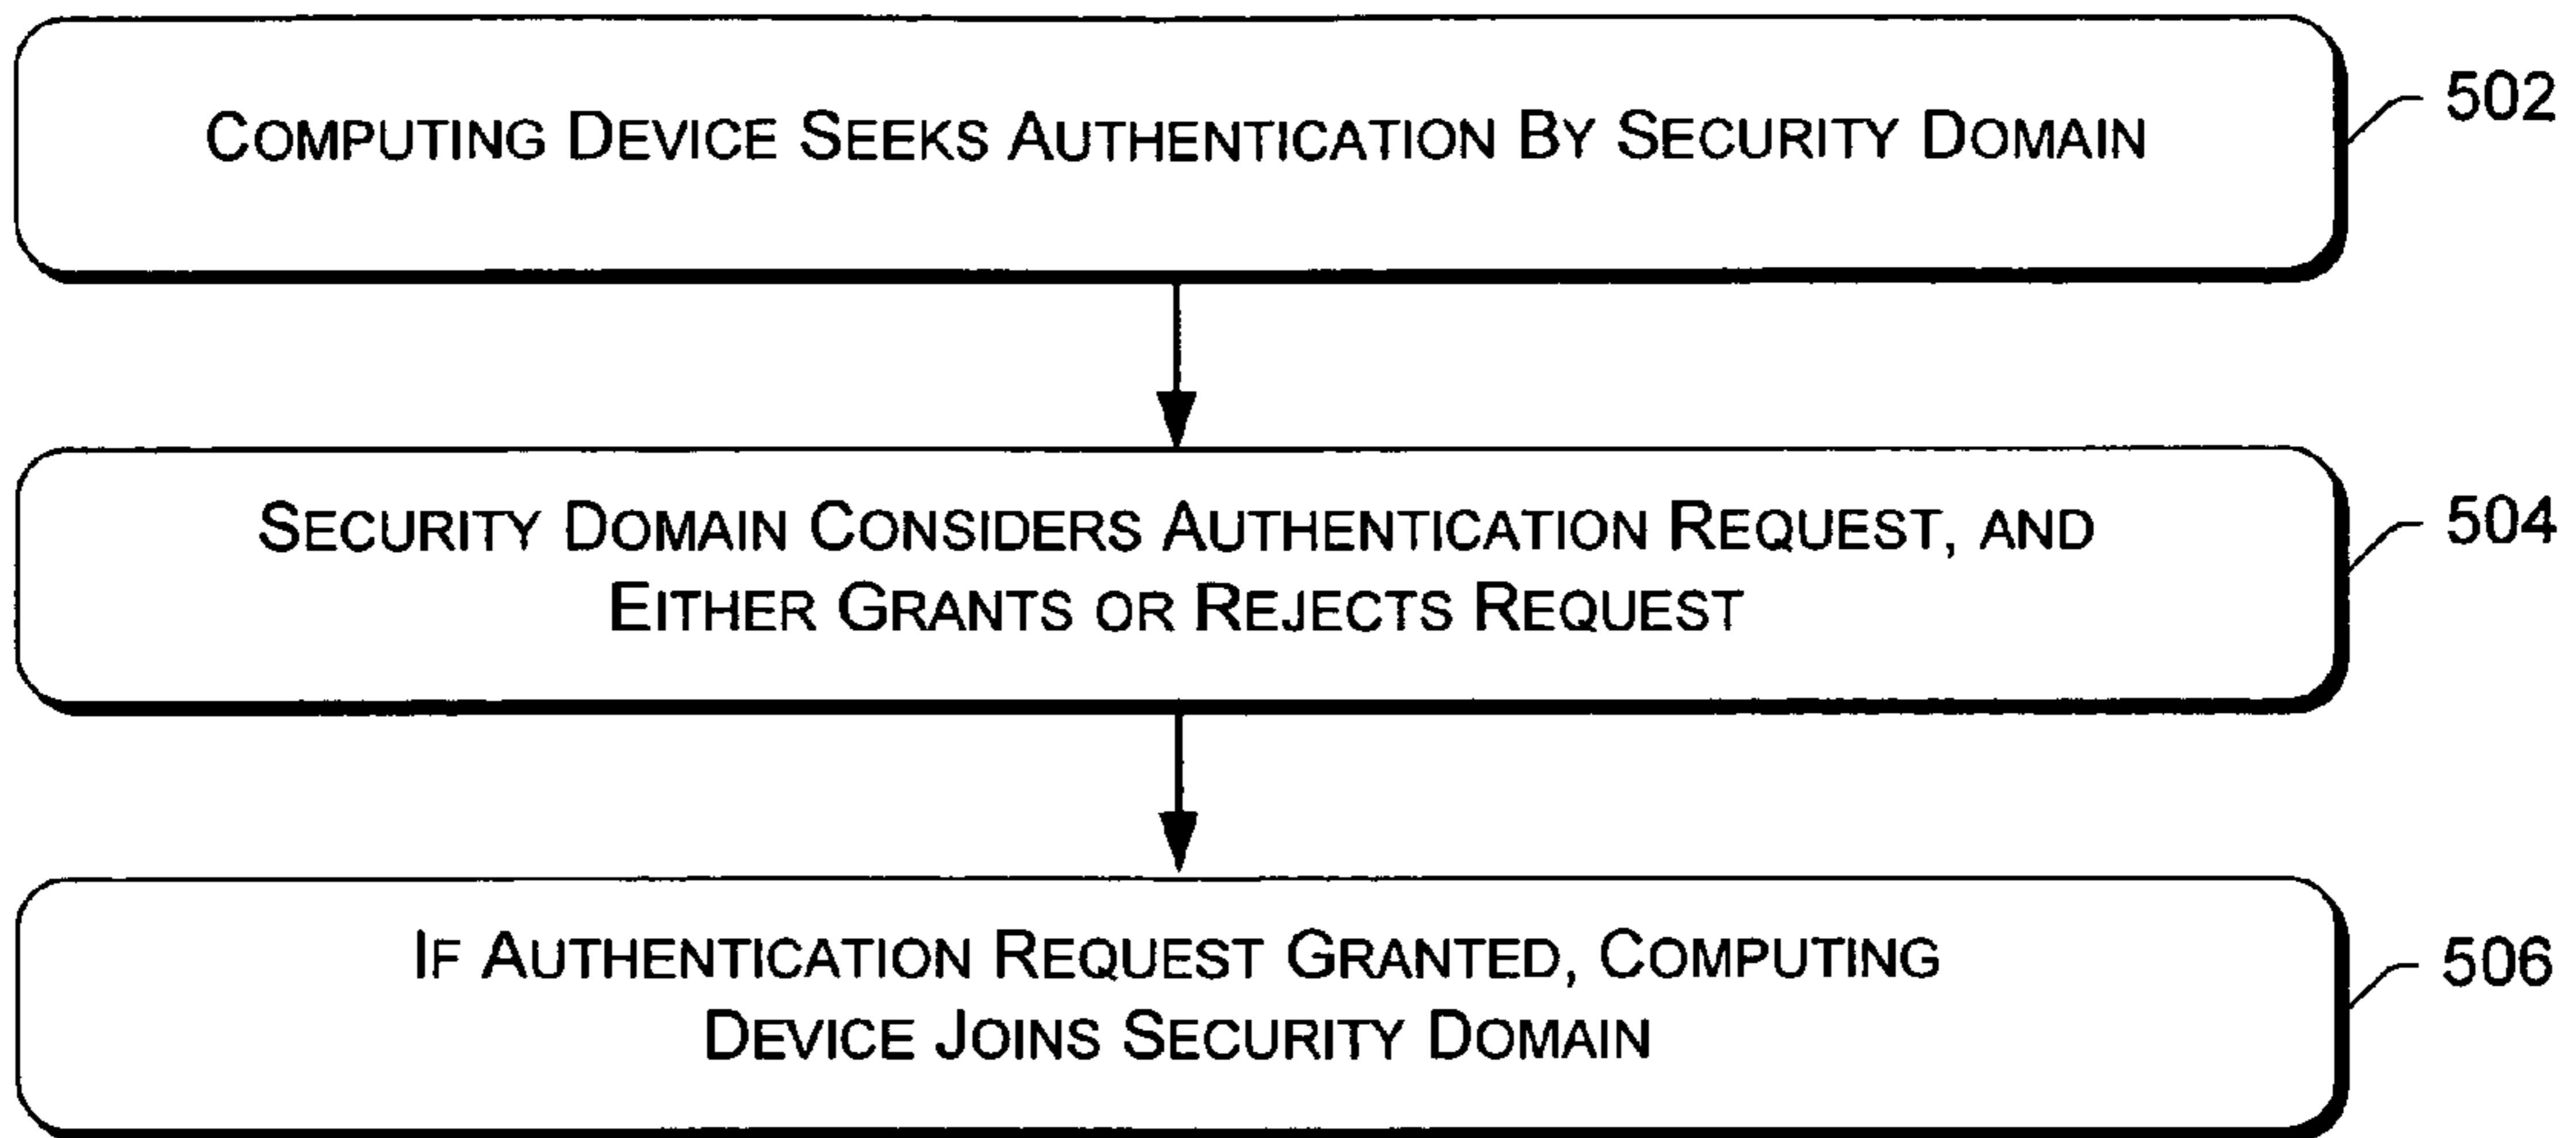 COMPUTING DEVICE SEEKS AUTHENTICATION BY SECURITY DOMAIN
502
SECURITY DOMAIN CONSIDERS AUTHENTICATION REQUEST, AND
EITHER GRANTS OR REJECTS REQUEST
504
IF AUTHENTICATION REQUEST GRANTED, COMPUTING
DEVICE JOINS SECURITY DOMAIN
506